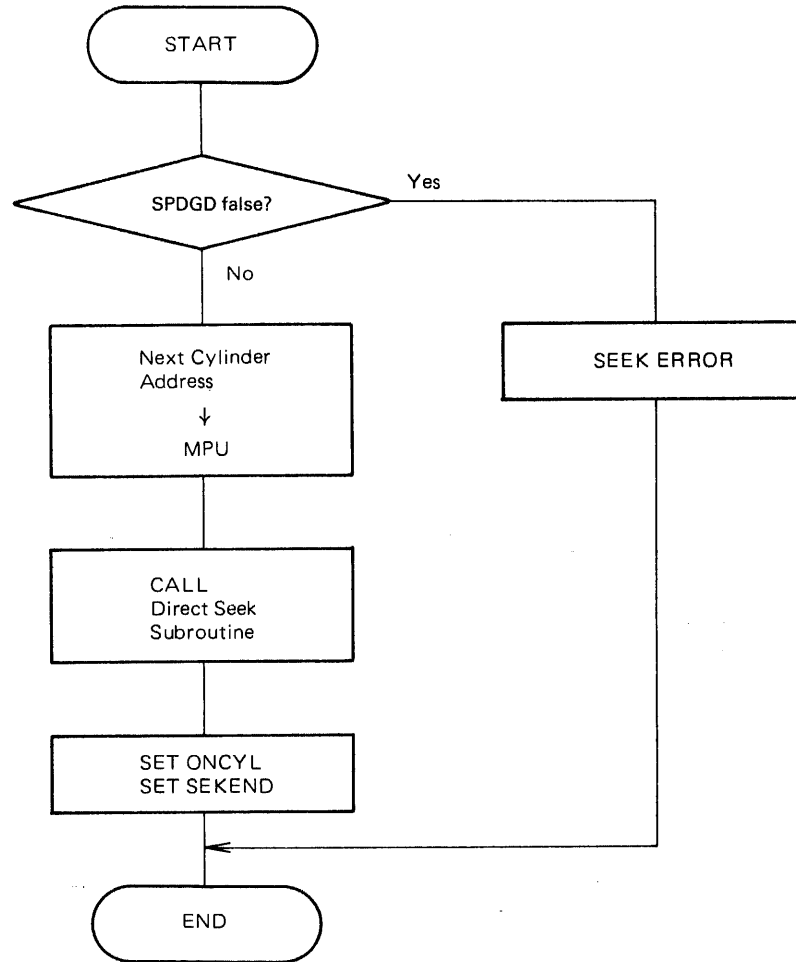 START
SPDGD false?
Yes
No
Next Cylinder
Address
↓
MPU
SEEK ERROR
CALL
Direct Seek
Subroutine
SET ONCYL
SET SEKEND
END